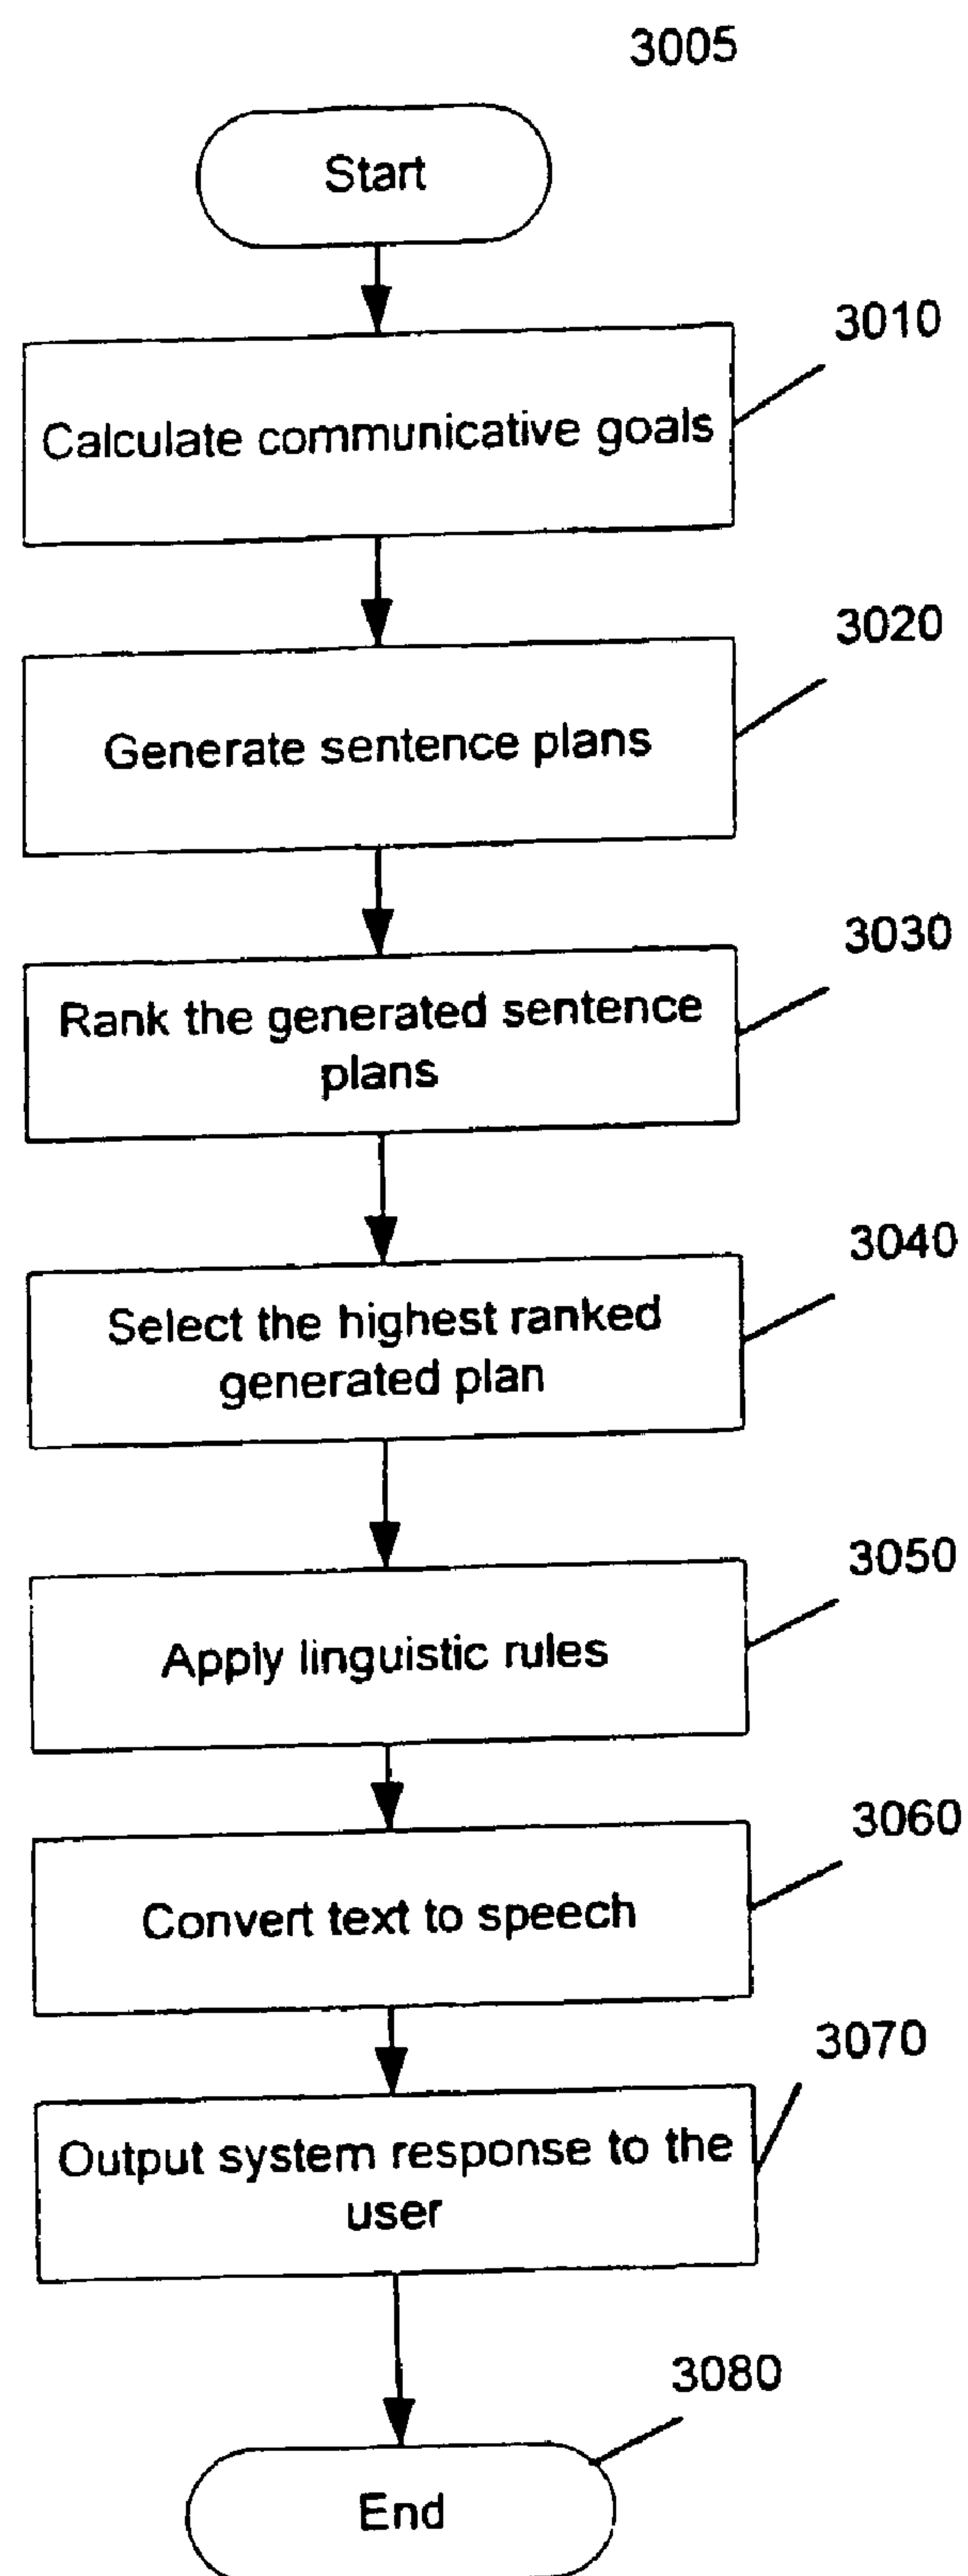 3005
Start
3010
Calculate communicative goals
3020
Generate sentence plans
3030
Rank the generated sentence
plans
3040
Select the highest ranked
generated plan
3050
Apply linguistic rules
3060
Convert text to speech
3070
Output system response to the
user
3080
End